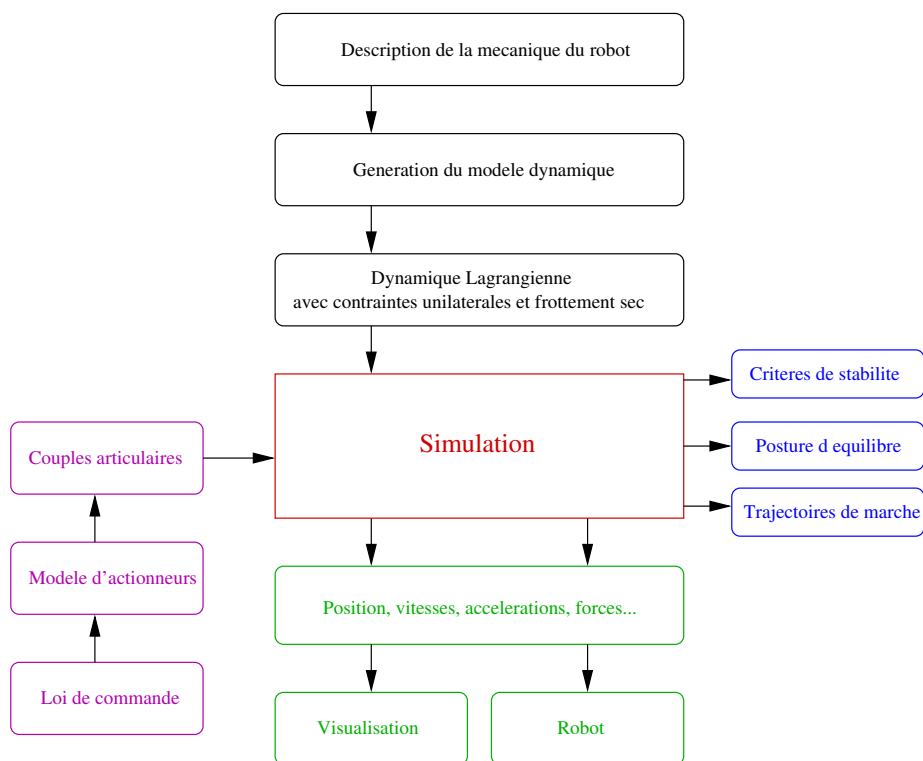 Description de la mecanique du robot
Generation du modele dynamique
Dynamique Lagrangienne
avec contraintes unilaterales et frottement sec
Simulation
Criteres de stabilite
Posture d equilibre
Trajectoires de marche
Couples articulaires
Modele d'actionneurs
Loi de commande
Position, vitesses, accelerations, forces...
Visualisation
Robot